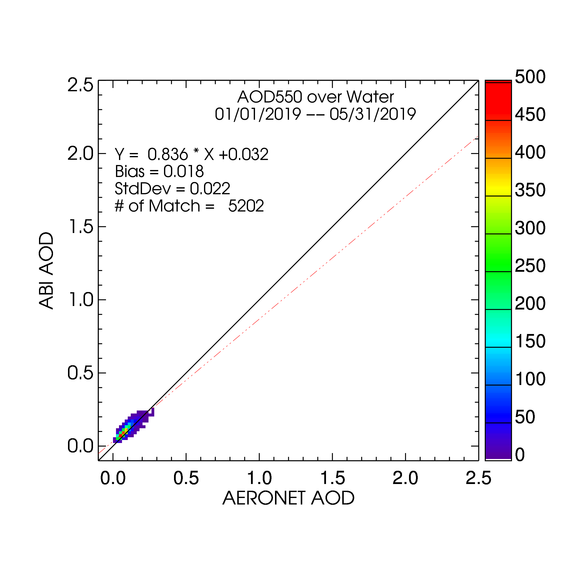 AOD550 over Water
01/01/2019 -- 05/31/2019
Y = 0.836 * X +0.032
Bias = 0.018
StdDev = 0.022
# of Match = 5202
2.5
2.0
1.5
1.0
0.5
0.0
ABI AOD
0.0 0.5 1.0 1.5 2.0 2.5
AERONET AOD
500
450
400
350
300
250
200
150
100
50
0